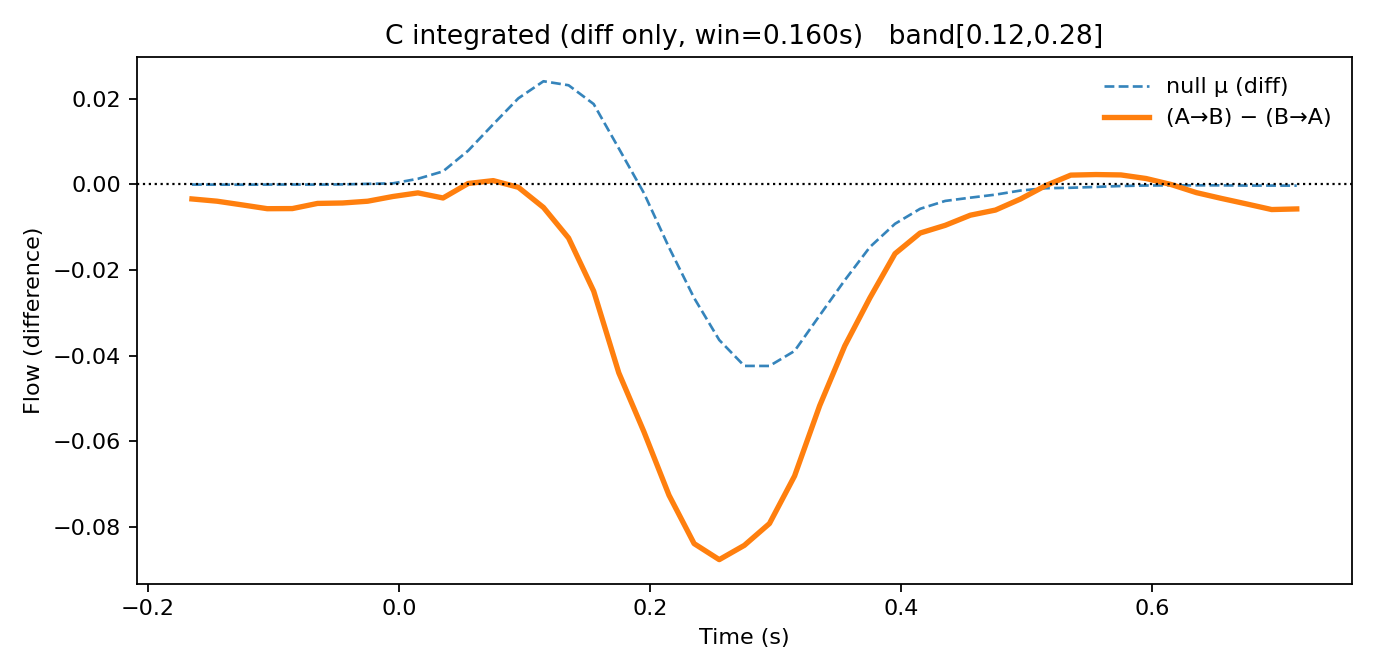 C integrated (diff only, win=0.160s)   band[0.12,0.28]
null μ (diff)
(A→B) − (B→A)
Flow (difference)
0.02
0.00
−0.02
−0.04
−0.06
−0.08
−0.2
0.0
0.2
0.4
0.6
Time (s)